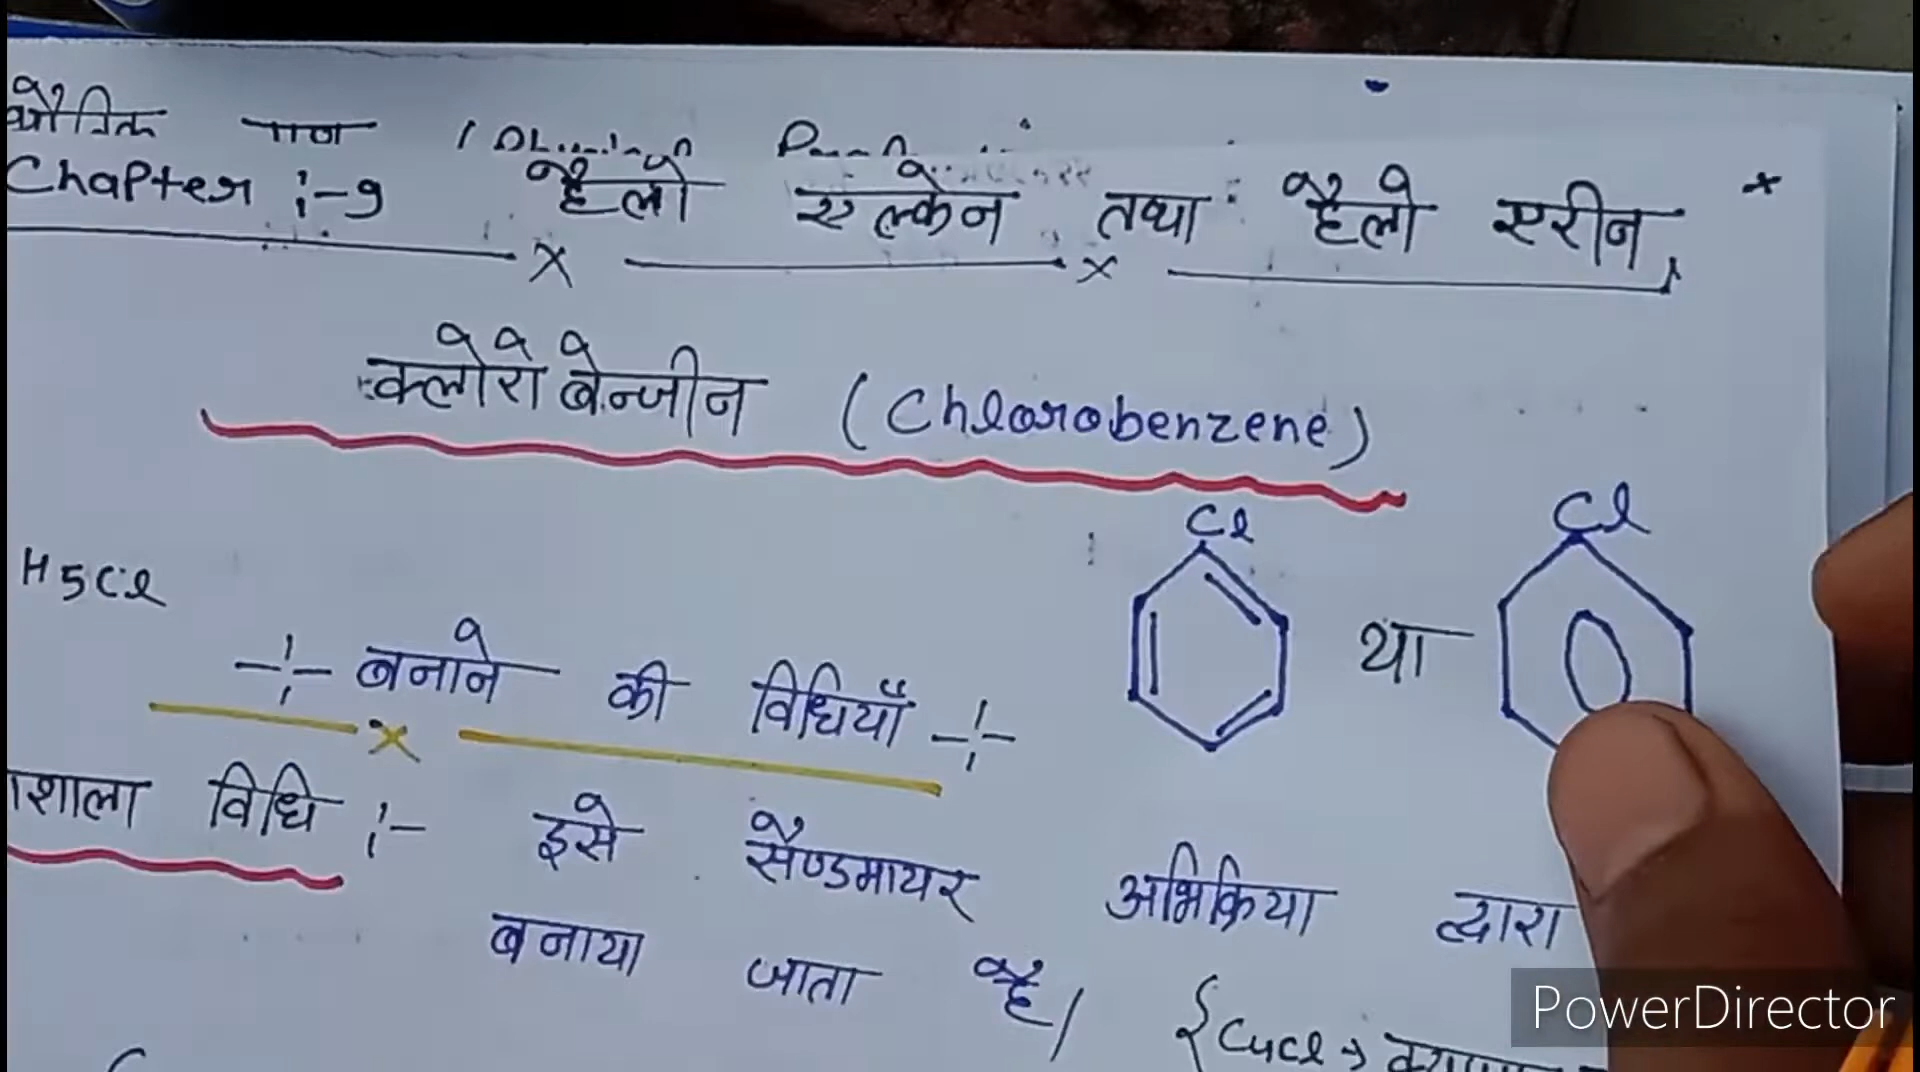 Chapter :- 9 हैलो एल्केन तथा हैलो एरीन
क्लोरो बेन्जीन (Chlorobenzene)
Cl Cl
H5Cl
या
-:- बनाने की विधियाँ -:-
शाला विधि :- इसे सैण्डमायर अभिक्रिया द्वारा
बनाया जाता है।
{CuCl →
PowerDirector